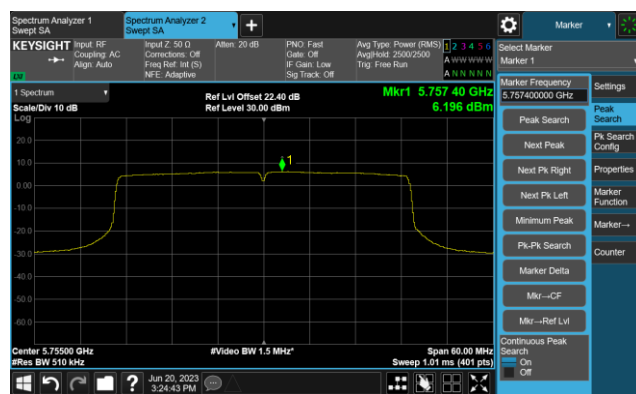 Spectrum Analyzer 1
Swept SA
Spectrum Analyzer 2
Swept SA
Marker
KEYSIGHT
Input: RF
Coupling: AC
Align: Auto
Input Z: 50 Ω
Corrections: Off
Freq Ref: Int (S)
NFE: Adaptive
Atten: 20 dB
PNO: Fast
Gate: Off
IF Gain: Low
Sig Track: Off
Avg Type: Power (RMS)
Avg|Hold: 2500/2500
Trig: Free Run
1 2 3 4 5 6
A W W W W W
A N N N N N
Select Marker
Marker 1
1 Spectrum
Scale/Div 10 dB
Log
Ref Lvl Offset 22.40 dB
Ref Level 30.00 dBm
Mkr1 5.757 40 GHz
6.196 dBm
20.0
10.0
0.00
-10.0
-20.0
-30.0
-40.0
-50.0
-60.0
1
Center 5.75500 GHz
#Res BW 510 kHz
#Video BW 1.5 MHz*
Span 60.00 MHz
Sweep 1.01 ms (401 pts)
Marker Frequency
5.757400000 GHz
Peak Search
Next Peak
Next Pk Right
Next Pk Left
Minimum Peak
Pk-Pk Search
Marker Delta
Mkr→CF
Mkr→Ref Lvl
Continuous Peak
Search
On
Off
Settings
Peak
Search
Pk Search
Config
Properties
Marker
Function
Marker→
Counter
?
Jun 20, 2023
3:24:43 PM